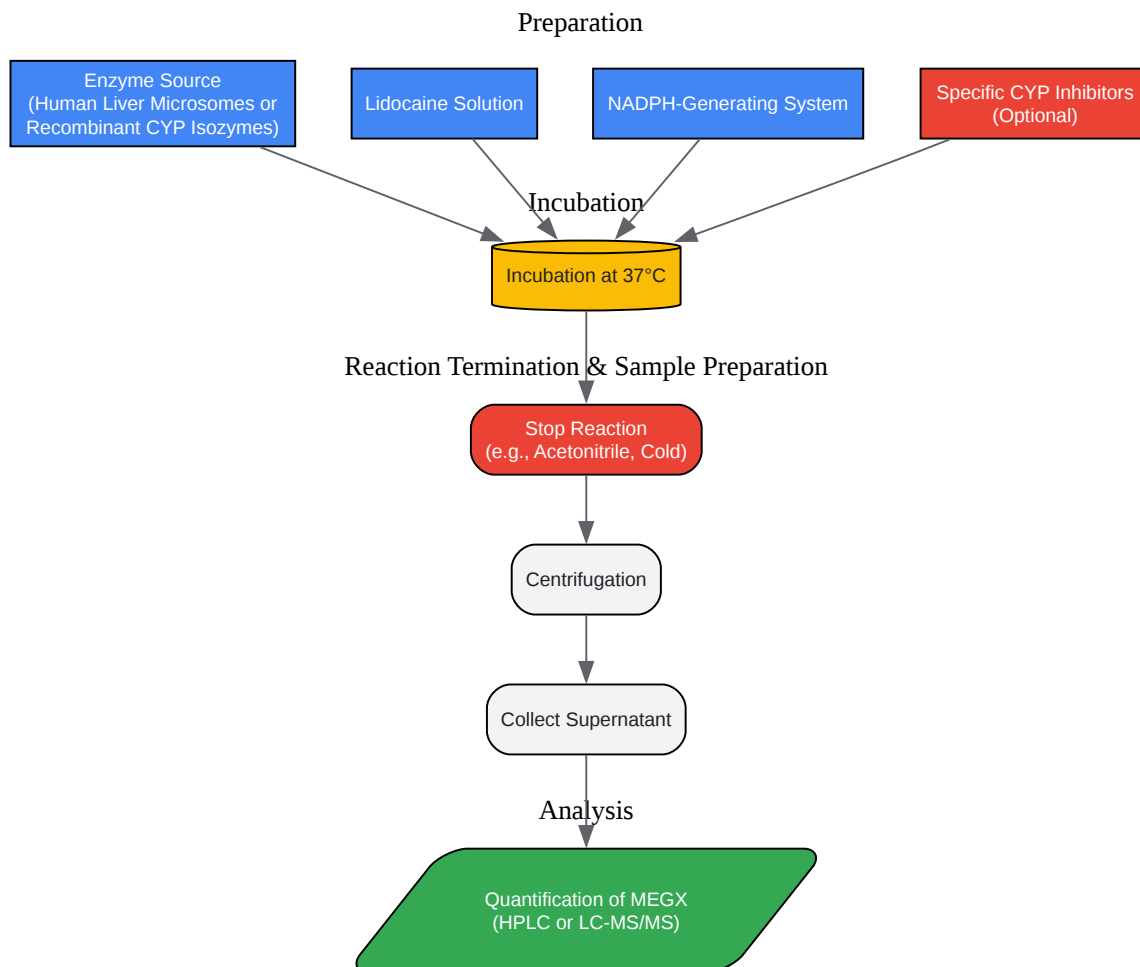 Preparation
Enzyme Source
(Human Liver Microsomes or
Recombinant CYP Isozymes)
Lidocaine Solution
NADPH-Generating System
Specific CYP Inhibitors
(Optional)
Incubation
Incubation at 37°C
Reaction Termination & Sample Preparation
Stop Reaction
(e.g., Acetonitrile, Cold)
Centrifugation
Collect Supernatant
Analysis
Quantification of MEGX
(HPLC or LC-MS/MS)